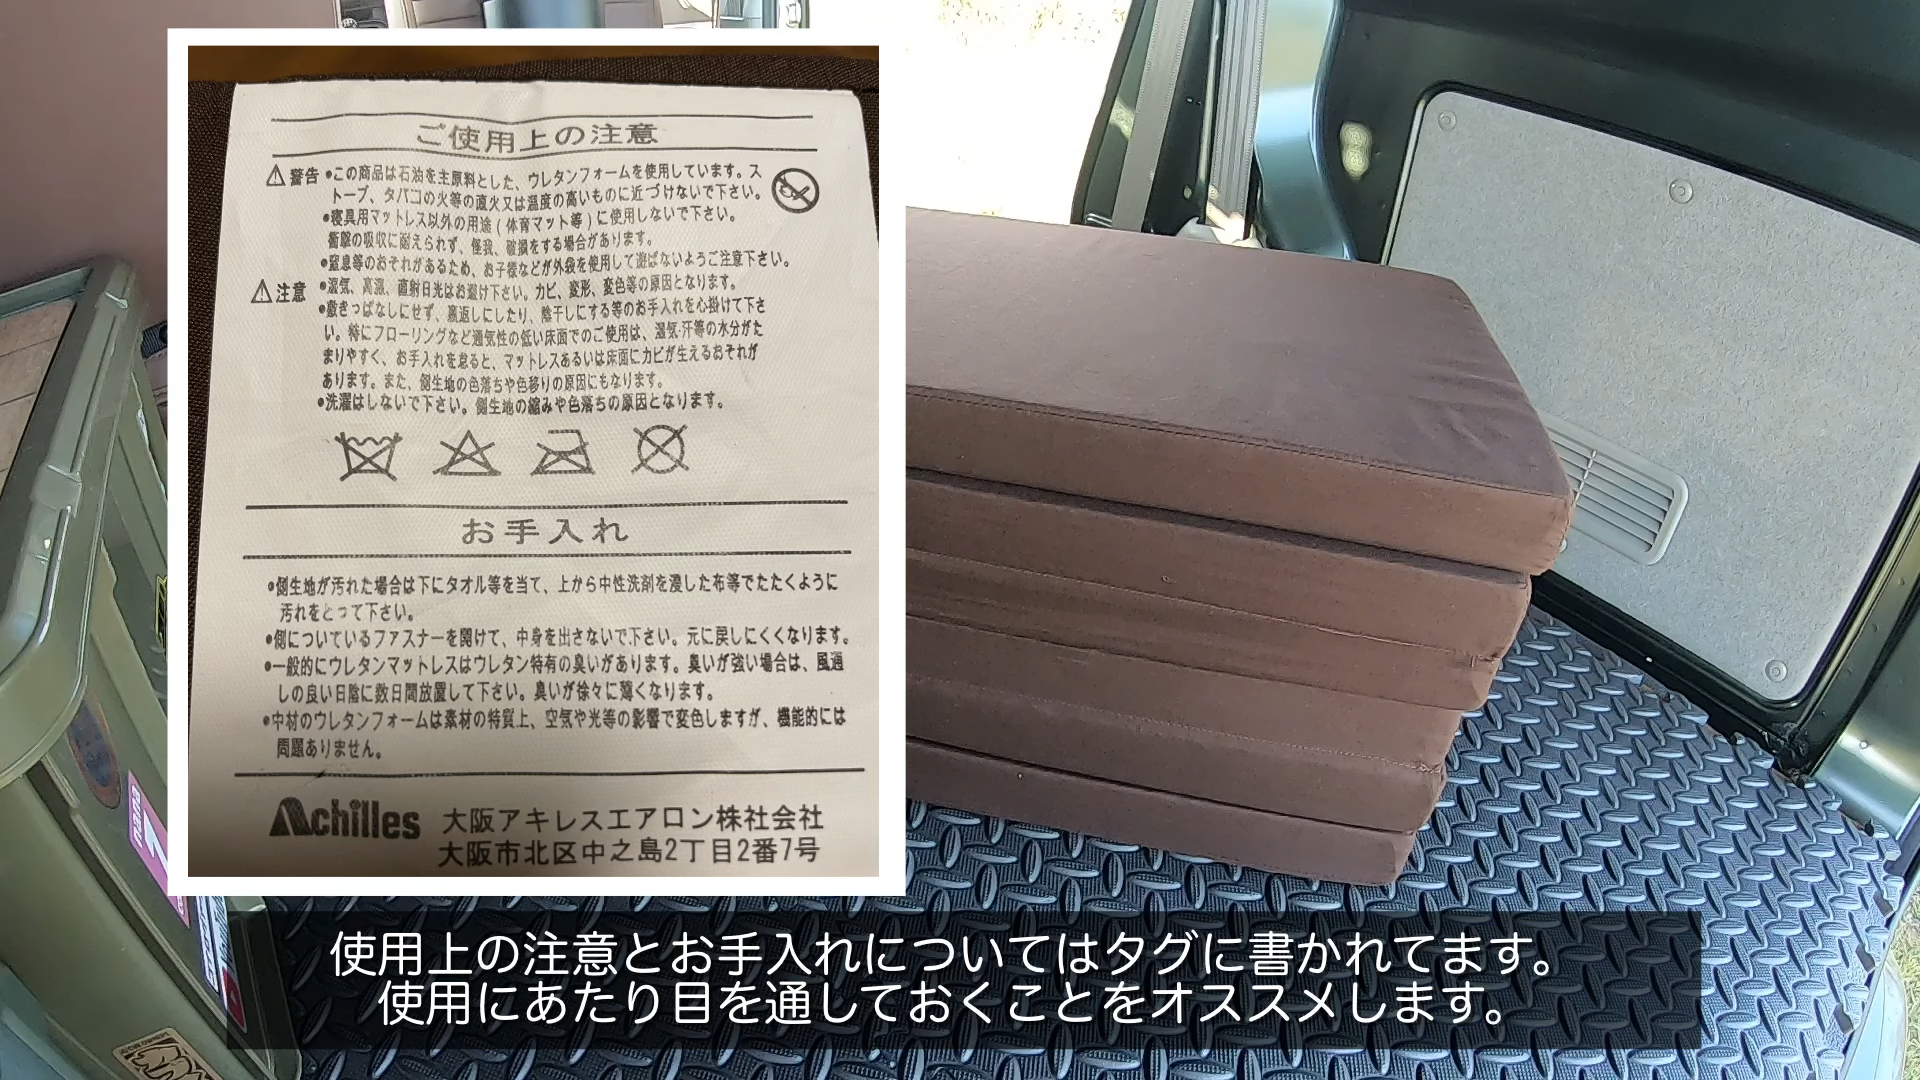 ご使用上の注意
⚠警告 ●この商品は石油を主原料とした、ウレタンフォームを使用しています。ス
トーブ、タバコの火等の直火又は温度の高いものに近づけないで下さい。
●寝具用マットレス以外の用途(体育マット等)に使用しないで下さい。
衝撃の吸収に耐えられず、怪我、破損をする場合があります。
●窒息等のおそれがあるため、お子様などが外袋を使用して遊ばないようご注意下さい。
⚠注意 ●湿気、高温、直射日光はお避け下さい。カビ、変形、変色等の原因となります。
●敷きっぱなしにせず、裏返しにしたり、陰干しにする等のお手入れを心掛けて下さ
い。特にフローリングなど通気性の低い床面でのご使用は、湿気・汗等の水分がた
まりやすく、お手入れを怠ると、マットレスあるいは床面にカビが生えるおそれが
あります。また、側生地の色落ちや色移りの原因にもなります。
●洗濯はしないで下さい。側生地の縮みや色落ちの原因となります。
お手入れ
●側生地が汚れた場合は下にタオル等を当て、上から中性洗剤を浸した布等でたたくように
汚れをとって下さい。
●側についているファスナーを開けて、中身を出さないで下さい。元に戻しにくくなります。
●一般的にウレタンマットレスはウレタン特有の臭いがあります。臭いが強い場合は、風通
しの良い日陰に数日間放置して下さい。臭いが徐々に薄くなります。
●中材のウレタンフォームは素材の特質上、空気や光等の影響で変色しますが、機能的には
問題ありません。
Achilles 大阪アキレスエアロン株式会社
大阪市北区中之島2丁目2番7号
使用上の注意とお手入れについてはタグに書かれてます。
使用にあたり目を通しておくことをオススメします。